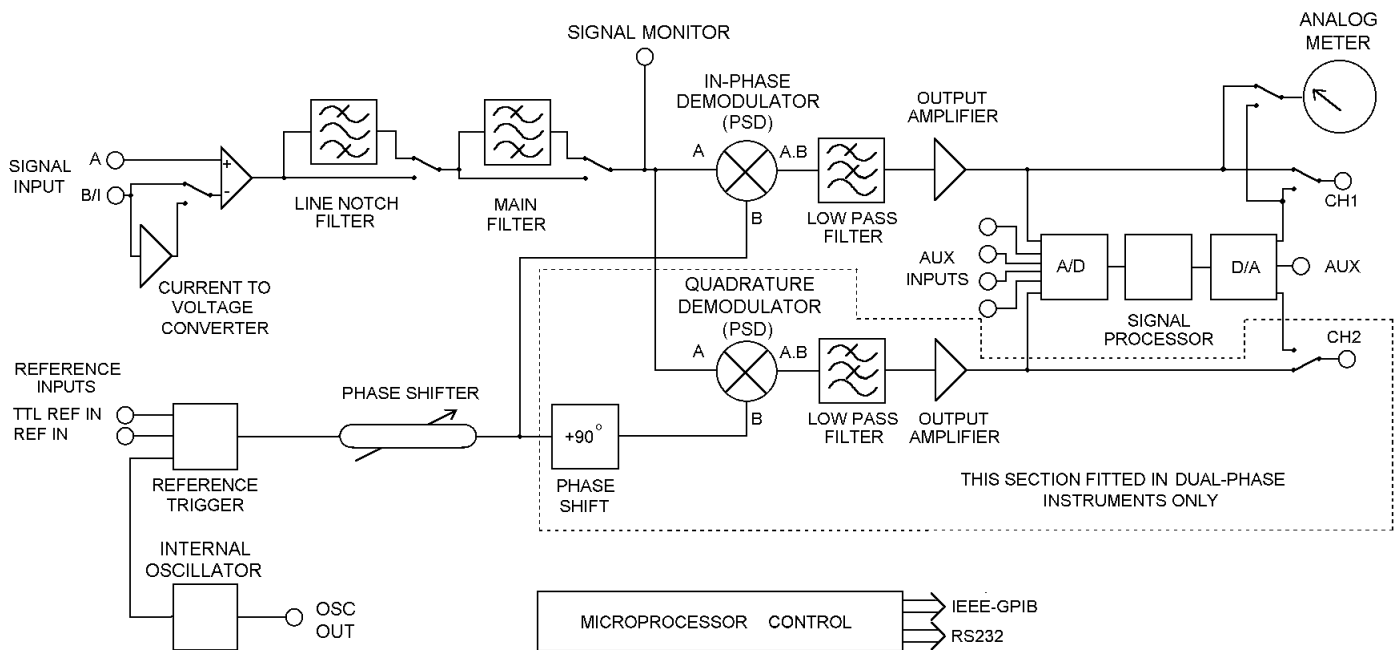 SIGNAL MONITOR
ANALOG
METER
IN-PHASE
DEMODULATOR
(PSD)
OUTPUT
AMPLIFIER
SIGNAL
INPUT
A
B/I
+
-
LINE NOTCH
FILTER
MAIN
FILTER
A
A.B
B
LOW PASS
FILTER
CH1
CURRENT TO
VOLTAGE
CONVERTER
AUX
INPUTS
A/D
D/A
AUX
SIGNAL
PROCESSOR
QUADRATURE
DEMODULATOR
(PSD)
A
A.B
B
LOW PASS
FILTER
OUTPUT
AMPLIFIER
CH2
REFERENCE
INPUTS
TTL REF IN
REF IN
REFERENCE
TRIGGER
PHASE SHIFTER
+90°
PHASE
SHIFT
THIS SECTION FITTED IN DUAL-PHASE
INSTRUMENTS ONLY
INTERNAL
OSCILLATOR
OSC
OUT
MICROPROCESSOR CONTROL
IEEE-GPIB
RS232